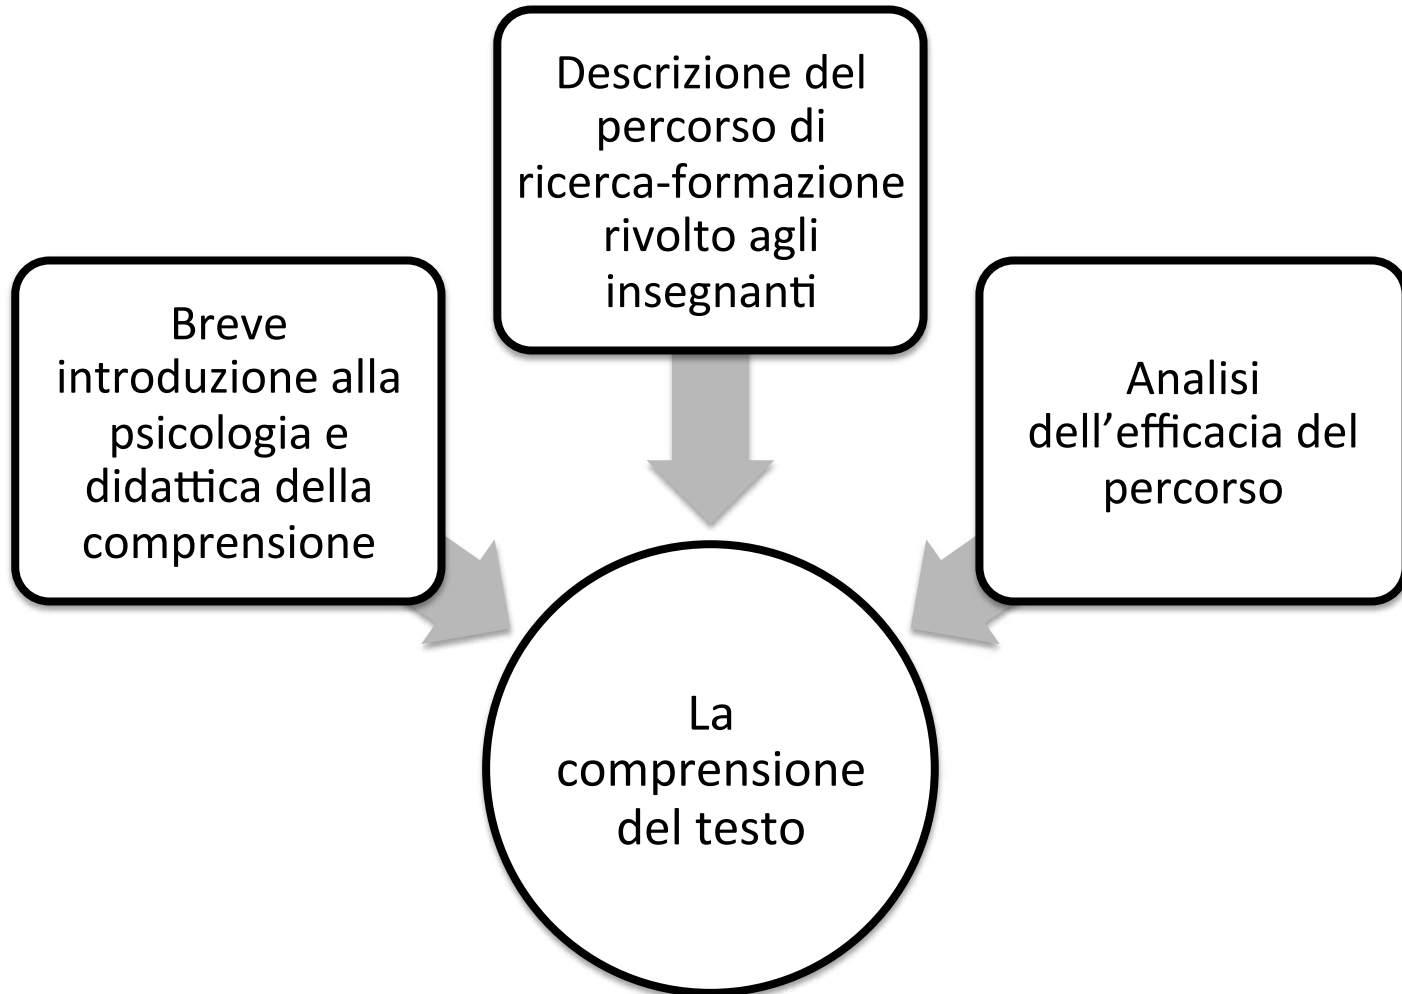 Breve
introduzione alla
psicologia e
didattica della
comprensione
Descrizione del
percorso di
ricerca-formazione
rivolto agli
insegnanti
Analisi
dell’efficacia del
percorso
La
comprensione
del testo